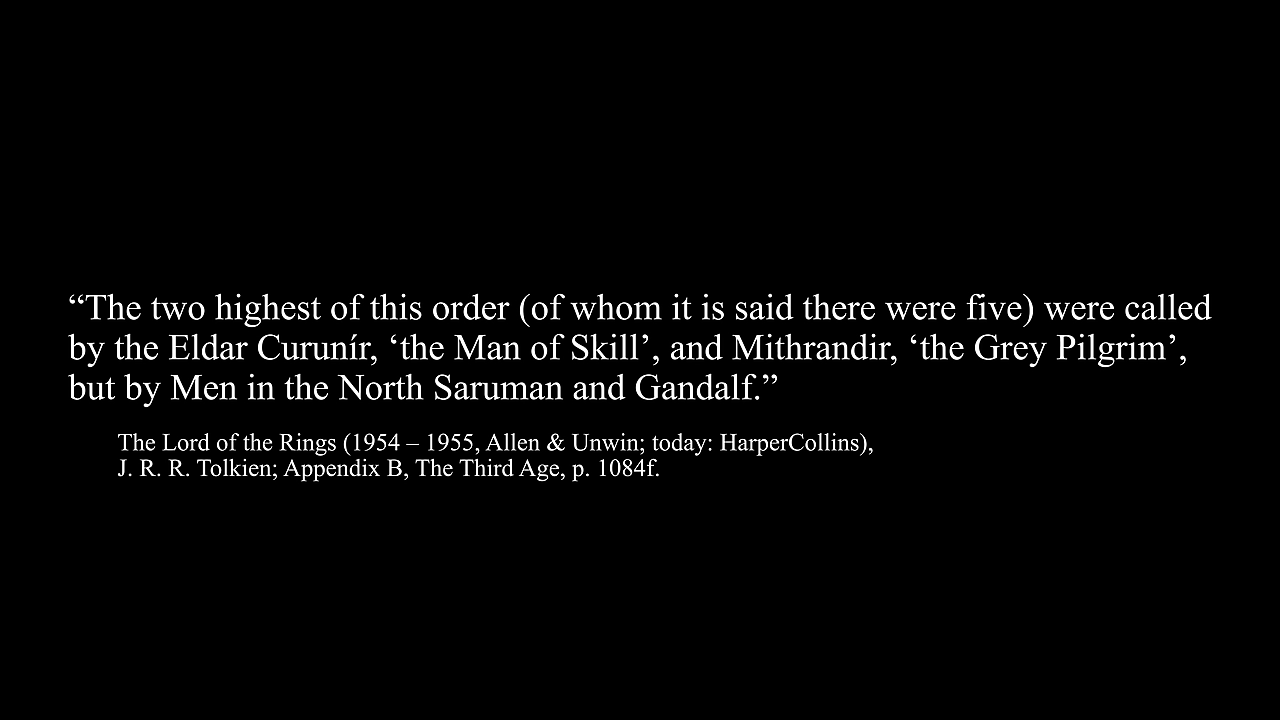 “The two highest of this order (of whom it is said there were five) were called
by the Eldar Curunír, ‘the Man of Skill’, and Mithrandir, ‘the Grey Pilgrim’,
but by Men in the North Saruman and Gandalf.”
The Lord of the Rings (1954 – 1955, Allen & Unwin; today: HarperCollins),
J. R. R. Tolkien; Appendix B, The Third Age, p. 1084f.